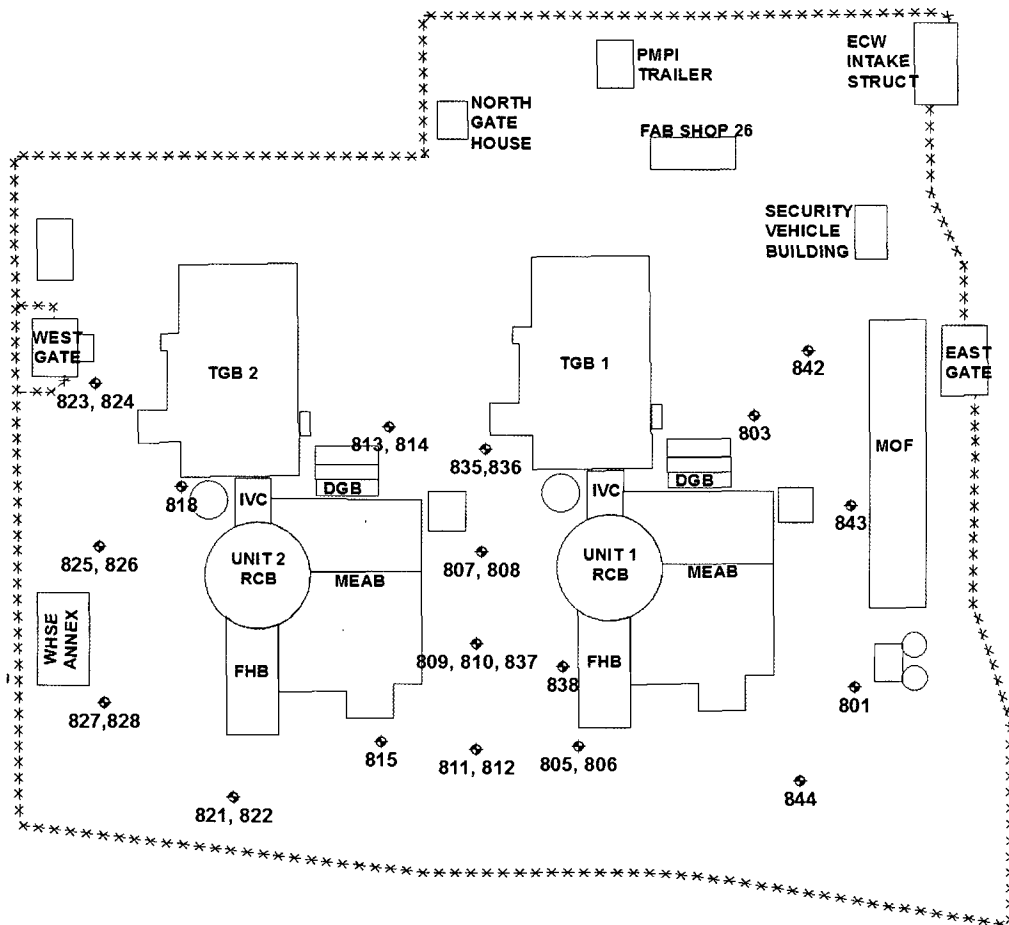 PMPI
TRAILER
ECW
INTAKE
STRUCT
NORTH
GATE
HOUSE
FAB SHOP 26
SECURITY
VEHICLE
BUILDING
WEST
GATE
TGB 2
TGB 1
EAST
GATE
842
823, 824
813, 814
835,836
803
MOF
818
IVC
DGB
IVC
DGB
843
825, 826
UNIT 2
RCB
MEAB
807, 808
UNIT 1
RCB
MEAB
WHSE
ANNEX
FHB
809, 810, 837
838
FHB
801
827,828
815
811, 812
805, 806
844
821, 822